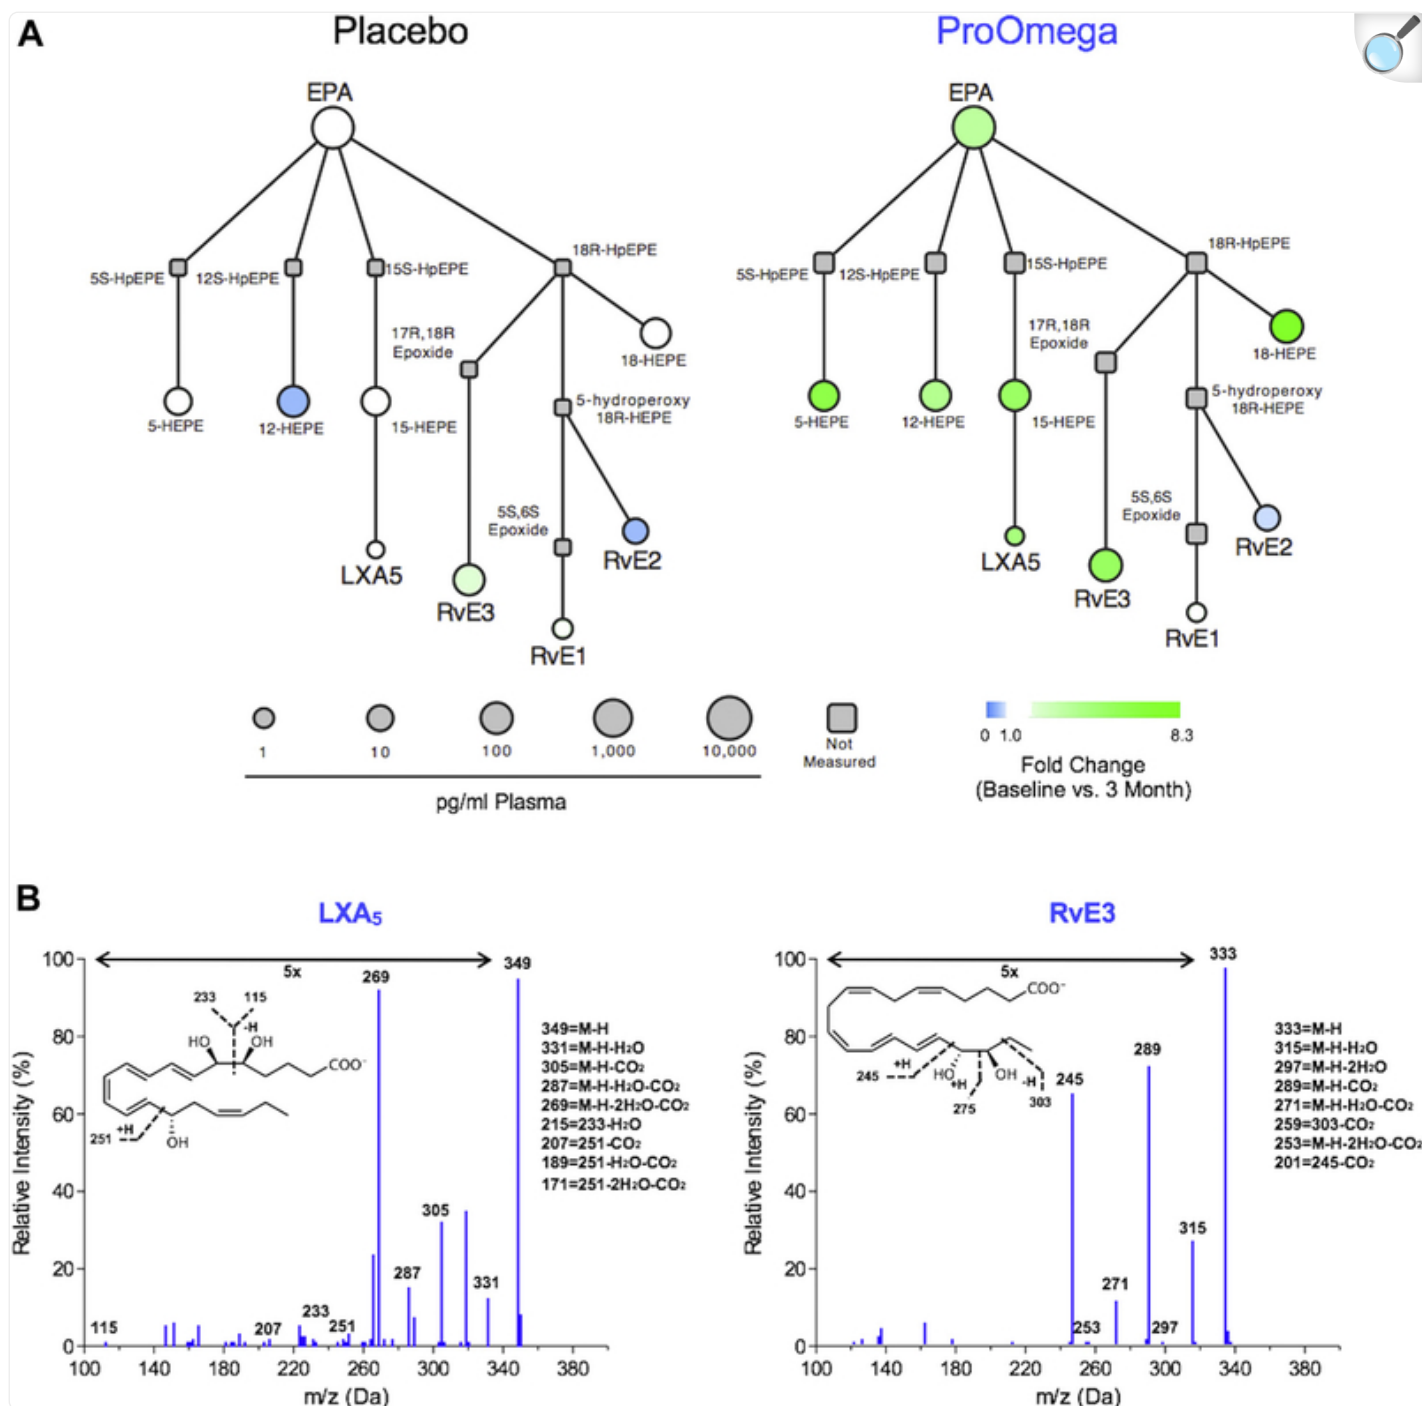 A
Placebo
ProOmega
EPA
5S-HpEPE
12S-HpEPE
15S-HpEPE
18R-HpEPE
17R,18R
Epoxide
18-HEPE
5-hydroperoxy
18R-HEPE
5-HEPE
12-HEPE
15-HEPE
5S,6S
Epoxide
LXA5
RvE3
RvE2
RvE1
EPA
5S-HpEPE
12S-HpEPE
15S-HpEPE
18R-HpEPE
17R,18R
Epoxide
18-HEPE
5-hydroperoxy
18R-HEPE
5-HEPE
12-HEPE
15-HEPE
5S,6S
Epoxide
LXA5
RvE3
RvE2
RvE1
1 10 100 1,000 10,000
pg/ml Plasma
Not
Measured
0 1.0 8.3
Fold Change
(Baseline vs. 3 Month)
B
LXA₅
5x
Relative Intensity (%)
100
80
60
40
20
0
100 140 180 220 260 300 340 380
m/z (Da)
115
207
233
251
269
287
305
331
349
233 115
-H
HO OH
COO⁻
+H
251
OH
349=M-H
331=M-H-H₂O
305=M-H-CO₂
287=M-H-H₂O-CO₂
269=M-H-2H₂O-CO₂
215=233-H₂O
207=251-CO₂
189=251-H₂O-CO₂
171=251-2H₂O-CO₂
RvE3
5x
Relative Intensity (%)
100
80
60
40
20
0
100 140 180 220 260 300 340 380
m/z (Da)
245
253
271
289
297
315
333
COO⁻
+H
245
HO
+H
275
OH
-H
303
333=M-H
315=M-H-H₂O
297=M-H-2H₂O
289=M-H-CO₂
271=M-H-H₂O-CO₂
259=303-CO₂
253=M-H-2H₂O-CO₂
201=245-CO₂